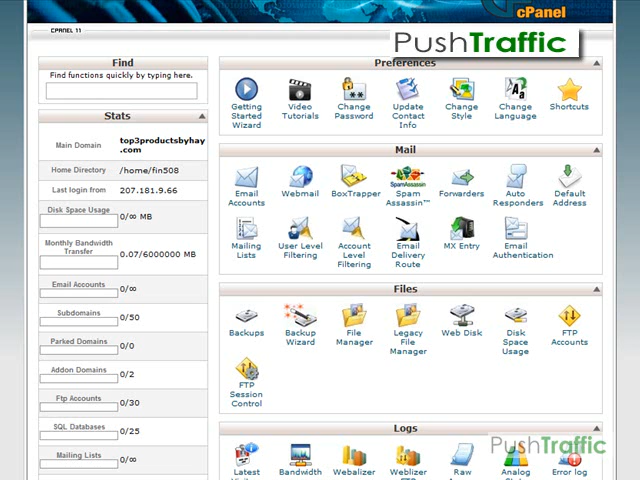 cPanel
CPANEL 11
PushTraffic
Find
Find functions quickly by typing here.
Stats
Main Domain
top3productsbyhay
.com
Home Directory
/home/fin508
Last login from
207.181.9.66
Disk Space Usage
0/∞ MB
Monthly Bandwidth
Transfer
0.07/6000000 MB
Email Accounts
0/∞
Subdomains
0/50
Parked Domains
0/0
Addon Domains
0/2
Ftp Accounts
0/30
SQL Databases
0/25
Mailing Lists
0/∞
Preferences
Getting
Started
Wizard
Video
Tutorials
Change
Password
Update
Contact
Info
Change
Style
Change
Language
Shortcuts
Mail
Email
Accounts
Webmail
BoxTrapper
Spam
Assassin™
Forwarders
Auto
Responders
Default
Address
Mailing
Lists
User Level
Filtering
Account
Level
Filtering
Email
Delivery
Route
MX Entry
Email
Authentication
Files
Backups
Backup
Wizard
File
Manager
Legacy
File
Manager
Web Disk
Disk
Space
Usage
FTP
Accounts
FTP
Session
Control
Logs
Latest
Bandwidth
Webalizer
Weblizer
Raw
Analog
Error log
PushTraffic